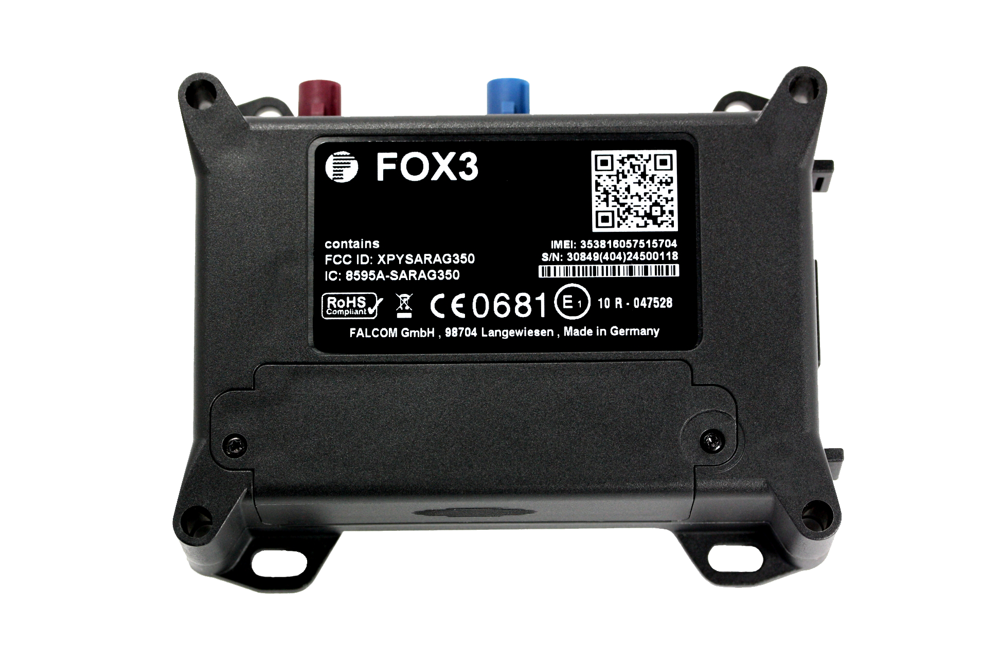 FOX3
contains
FCC ID: XPYSARAG350
IC: 8595A-SARAG350
IMEI: 353816057515704
S/N: 30849(404)24500118
RoHS
Compliant
CE0681
E1
10 R - 047528
FALCOM GmbH , 98704 Langewiesen , Made in Germany